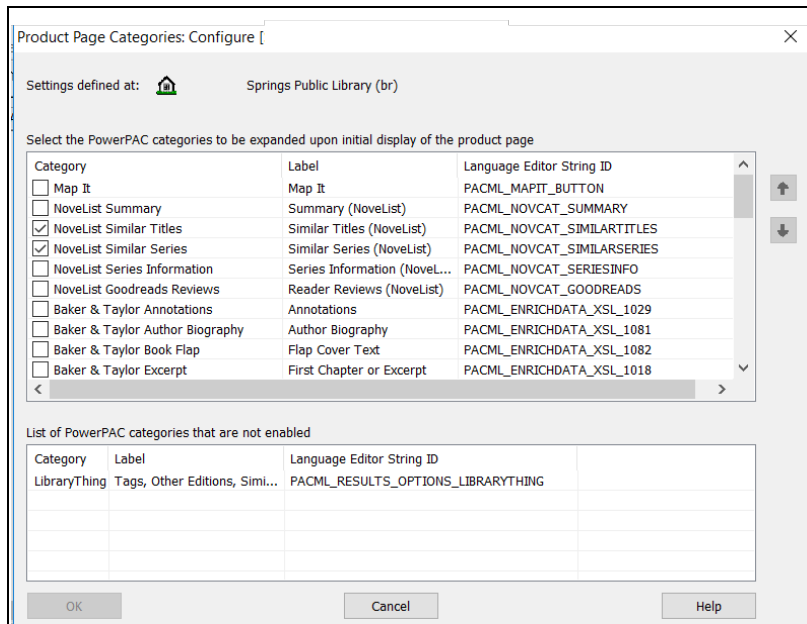 Product Page Categories: Configure [
Settings defined at: Springs Public Library (br)
Select the PowerPAC categories to be expanded upon initial display of the product page
Category Label Language Editor String ID
Map It Map It PACML_MAPIT_BUTTON
NoveList Summary Summary (NoveList) PACML_NOVCAT_SUMMARY
NoveList Similar Titles Similar Titles (NoveList) PACML_NOVCAT_SIMILARTITLES
NoveList Similar Series Similar Series (NoveList) PACML_NOVCAT_SIMILARSERIES
NoveList Series Information Series Information (NoveL... PACML_NOVCAT_SERIESINFO
NoveList Goodreads Reviews Reader Reviews (NoveList) PACML_NOVCAT_GOODREADS
Baker & Taylor Annotations Annotations PACML_ENRICHDATA_XSL_1029
Baker & Taylor Author Biography Author Biography PACML_ENRICHDATA_XSL_1081
Baker & Taylor Book Flap Flap Cover Text PACML_ENRICHDATA_XSL_1082
Baker & Taylor Excerpt First Chapter or Excerpt PACML_ENRICHDATA_XSL_1018
List of PowerPAC categories that are not enabled
Category Label Language Editor String ID
LibraryThing Tags, Other Editions, Simi... PACML_RESULTS_OPTIONS_LIBRARYTHING
OK Cancel Help